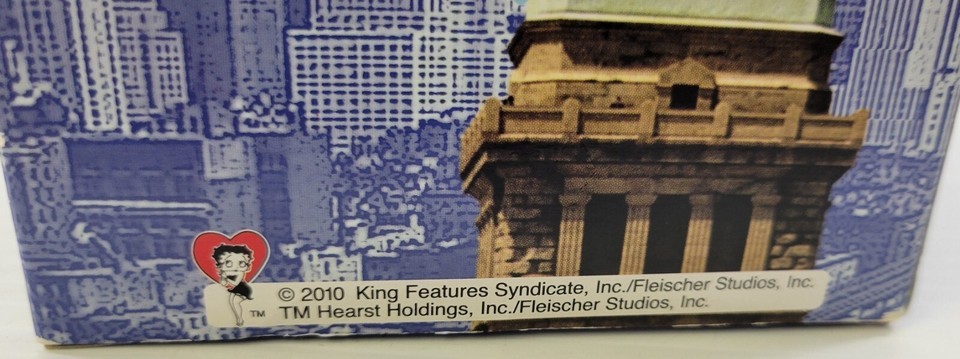 © 2010 King Features Syndicate, Inc./Fleischer Studios, Inc.
TM Hearst Holdings, Inc./Fleischer Studios, Inc.
TM